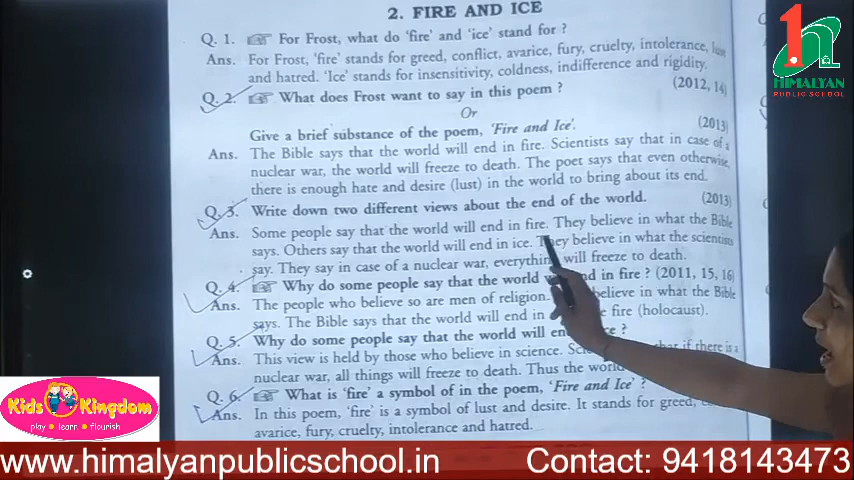 2. FIRE AND ICE
Q. 1. ☞ For Frost, what do 'fire' and 'ice' stand for ?
Ans. For Frost, 'fire' stands for greed, conflict, avarice, fury, cruelty, intolerance,
and hatred. 'Ice' stands for insensitivity, coldness, indifference and rigidity.
Q. 2. ☞ What does Frost want to say in this poem ? (2012, 14)
Or
Give a brief substance of the poem, 'Fire and Ice'. (2013)
Ans. The Bible says that the world will end in fire. Scientists say that in case of a
nuclear war, the world will freeze to death. The poet says that even otherwise,
there is enough hate and desire (lust) in the world to bring about its end.
Q. 3. Write down two different views about the end of the world. (2013)
Ans. Some people say that the world will end in fire. They believe in what the Bible
says. Others say that the world will end in ice. They believe in what the scientists
say. They say in case of a nuclear war, everything will freeze to death.
Q. 4. ☞ Why do some people say that the world end in fire ? (2011, 15, 16)
Ans. The people who believe so are men of religion. believe in what the Bible
says. The Bible says that the world will end in fire (holocaust).
Q. 5. Why do some people say that the world will ?
Ans. This view is held by those who believe in science. that if there is a
nuclear war, all things will freeze to death. Thus the world
Q. 6. ☞ What is 'fire' a symbol of in the poem, 'Fire and Ice' ?
Ans. In this poem, 'fire' is a symbol of lust and desire. It stands for greed,
avarice, fury, cruelty, intolerance and hatred.
1h
HIMALYAN
PUBLIC SCHOOL
Kids Kingdom
play • learn • flourish
www.himalyanpublicschool.in Contact: 9418143473